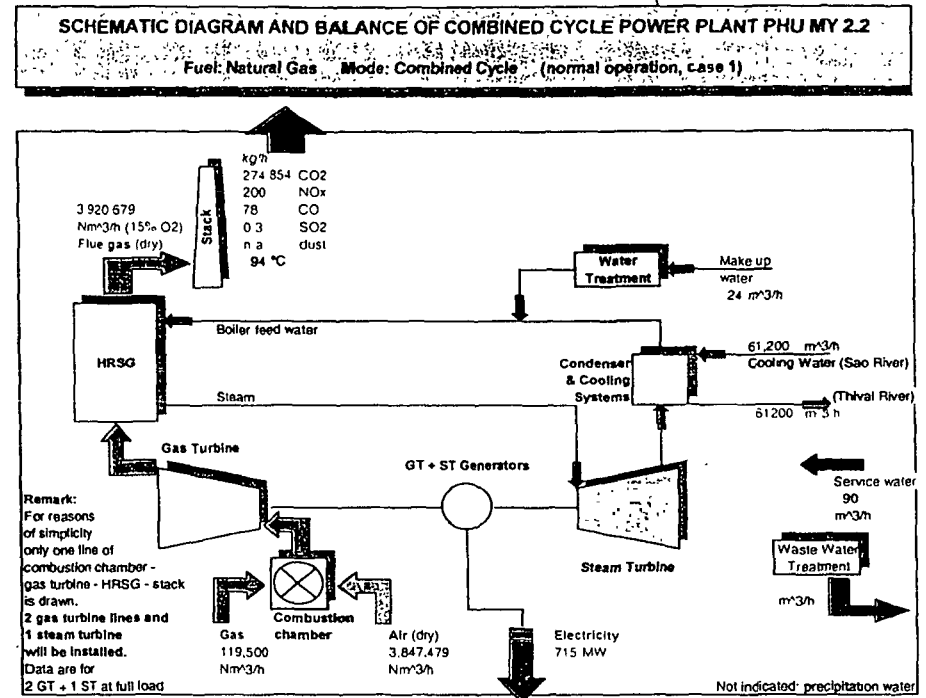 SCHEMATIC DIAGRAM AND BALANCE OF COMBINED CYCLE POWER PLANT PHU MY 2.2
Fuel: Natural Gas Mode: Combined Cycle (normal operation, case 1)
kg/h
274 854 CO2
200 NOx
78 CO
0 3 SO2
n a dust
94 °C
Stack
3 920 679
Nm^3/h (15% O2)
Flue gas (dry)
Water
Treatment
Make up
water
24 m^3/h
Boiler feed water
HRSG
Condenser
& Cooling
Systems
61,200 m^3/h
Cooling Water (Sao River)
Steam
(Thival River)
61200 m^3 h
Gas Turbine
GT + ST Generators
Service water
90
m^3/h
Remark:
For reasons
of simplicity
only one line of
combustion chamber -
gas turbine - HRSG - stack
is drawn.
2 gas turbine lines and
1 steam turbine
will be installed.
Data are for
2 GT + 1 ST at full load
Steam Turbine
Waste Water
Treatment
m^3/h
Combustion
chamber
Gas
119,500
Nm^3/h
Air (dry)
3,847,479
Nm^3/h
Electricity
715 MW
Not indicated: precipitation water